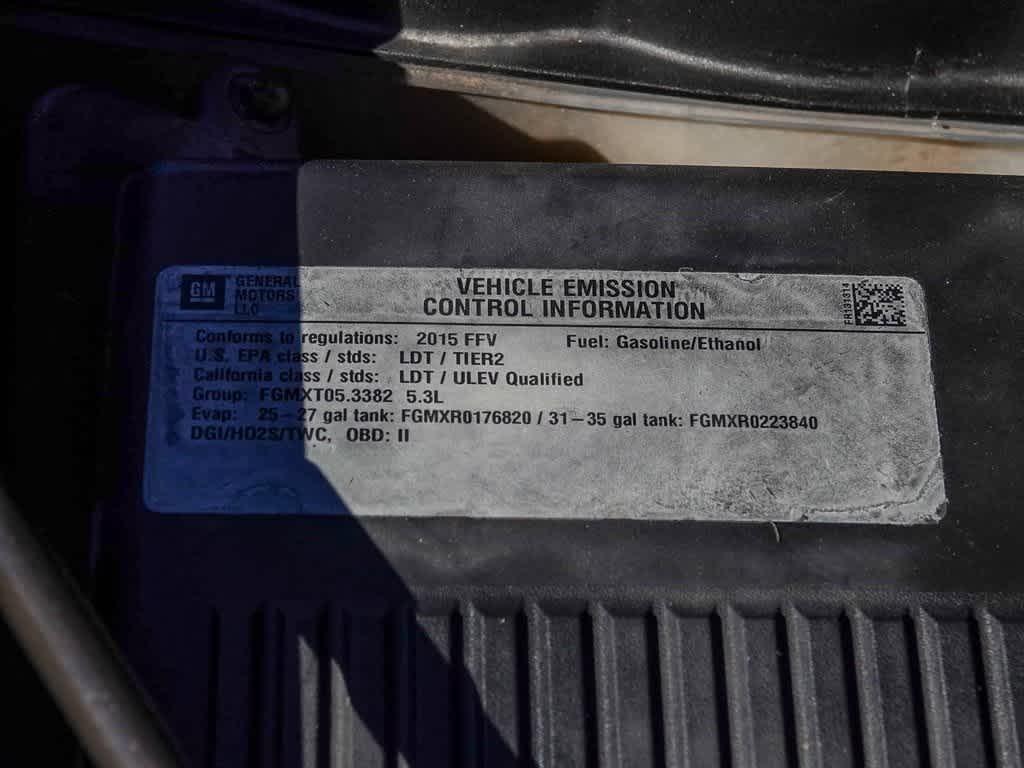 GM GENERAL MOTORS LLC
VEHICLE EMISSION
CONTROL INFORMATION
FR131314
Conforms to regulations: 2015 FFV Fuel: Gasoline/Ethanol
U.S. EPA class / stds: LDT / TIER2
California class / stds: LDT / ULEV Qualified
Group: FGMXT05.3382 5.3L
Evap: 25–27 gal tank: FGMXR0176820 / 31–35 gal tank: FGMXR0223840
DGI/HO2S/TWC, OBD: II